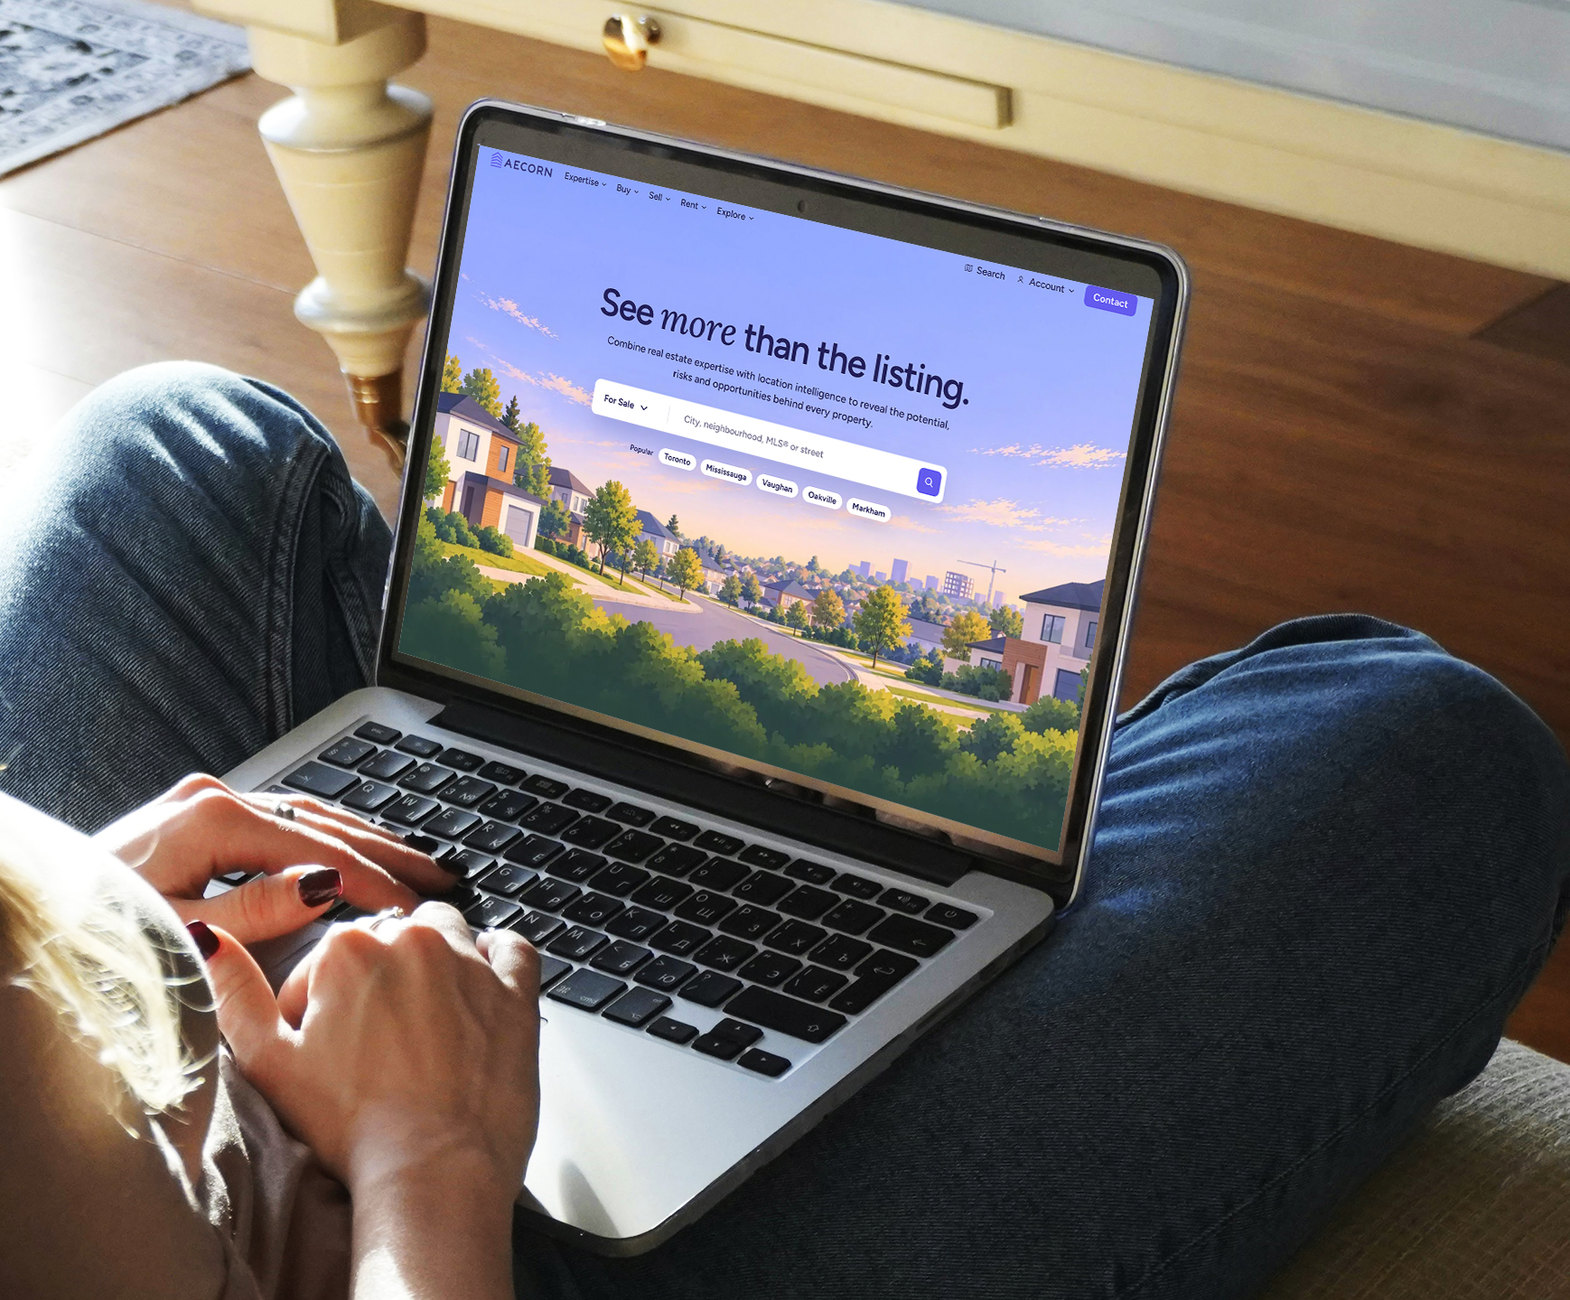 AECORN
Expertise Buy Sell Rent Explore
Search Account Contact
See more than the listing.
Combine real estate expertise with location intelligence to reveal the potential,
risks and opportunities behind every property.
For Sale City, neighbourhood, MLS® or street
Popular Toronto Mississauga Vaughan Oakville Markham